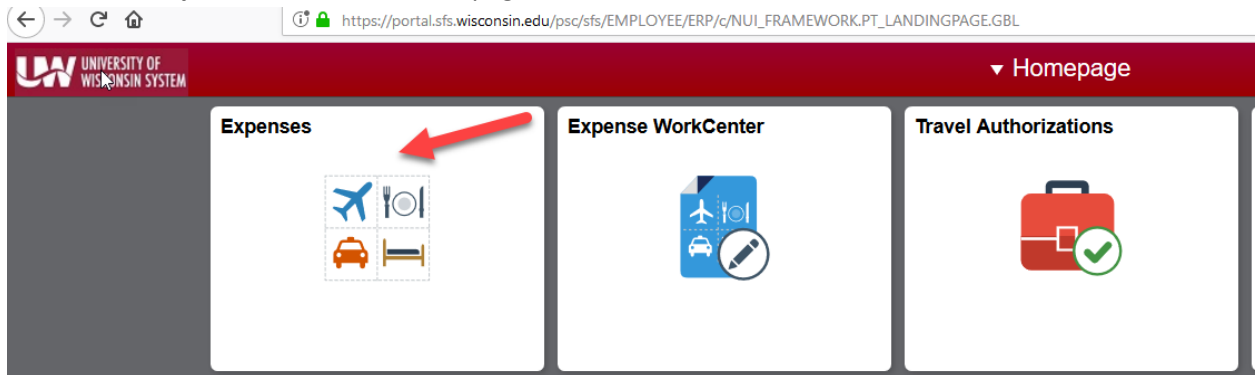 https://portal.sfs.wisconsin.edu/psc/sfs/EMPLOYEE/ERP/c/NUI_FRAMEWORK.PT_LANDINGPAGE.GBL
UW UNIVERSITY OF
WISCONSIN SYSTEM
▼ Homepage
Expenses
Expense WorkCenter
Travel Authorizations